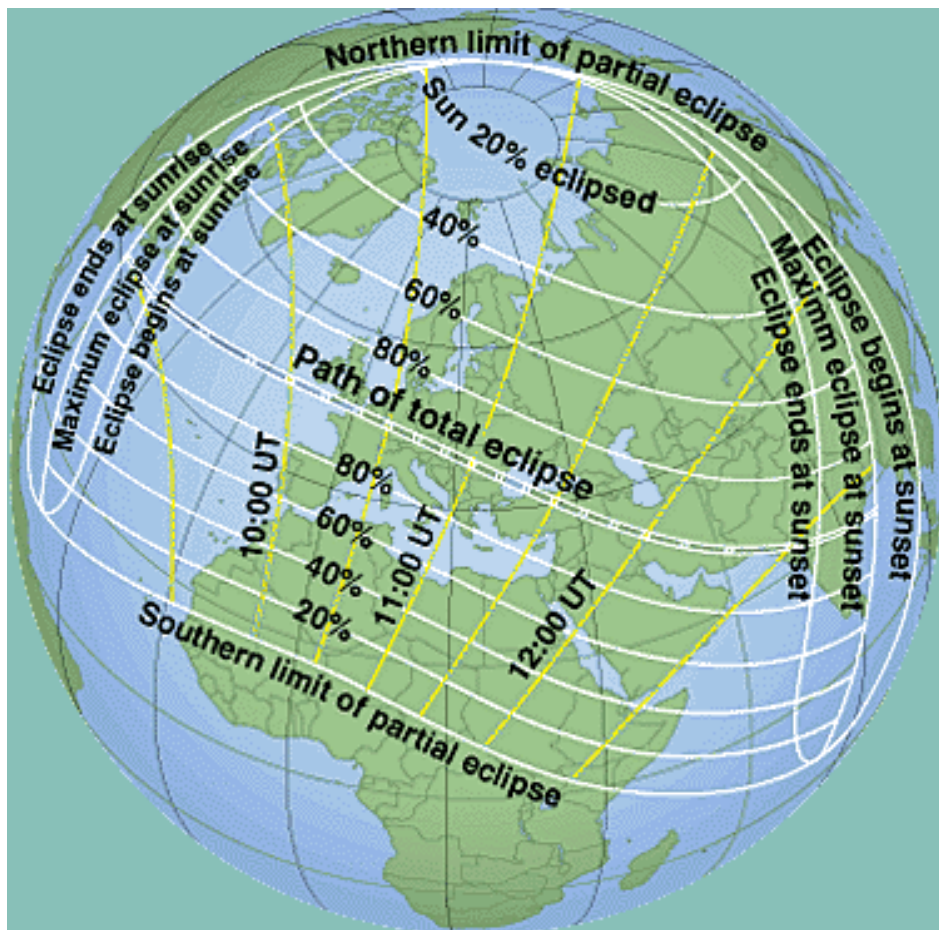 Northern limit of partial eclipse
Sun 20% eclipsed
Eclipse ends at sunrise
Maximum eclipse at sunrise
Eclipse begins at sunrise
40%
60%
80%
Path of total eclipse
Eclipse begins at sunset
Maximm eclipse at sunset
Eclipse ends at sunset
80%
60%
40%
20%
10:00 UT
11:00 UT
12:00 UT
Southern limit of partial eclipse